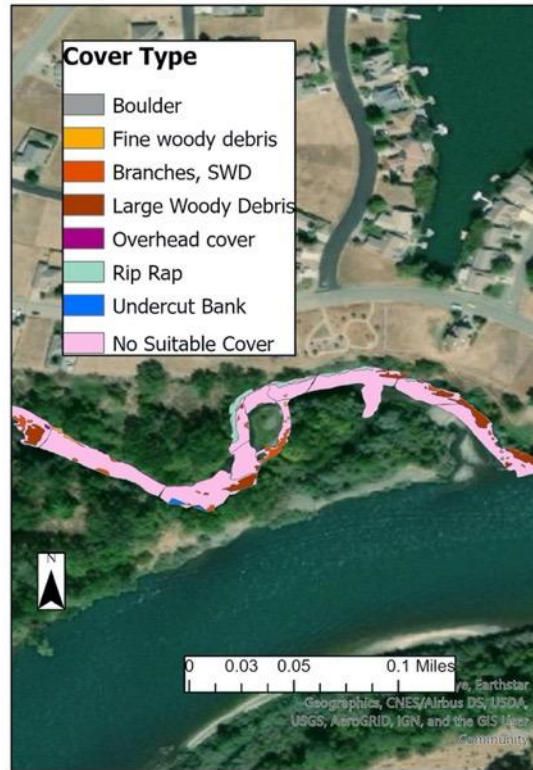 Cover Type
Boulder
Fine woody debris
Branches, SWD
Large Woody Debris
Overhead cover
Rip Rap
Undercut Bank
No Suitable Cover
N
0 0.03 0.05 0.1 Miles
Earthstar
Geographics, CNES/Airbus DS, USDA,
USGS, AeroGRID, IGN, and the GIS User
Community